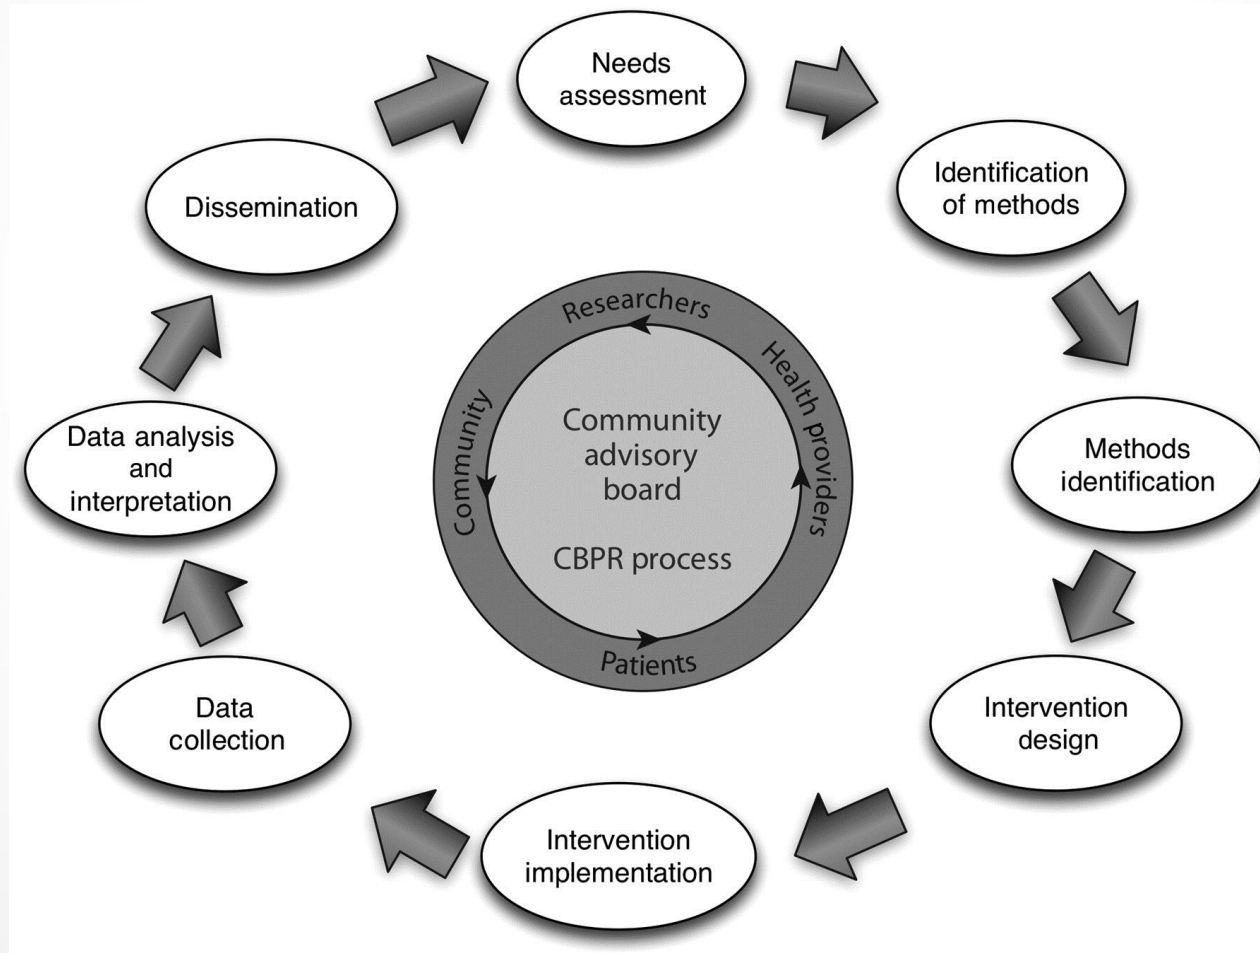 Needs
assessment
Identification
of methods
Methods
identification
Intervention
design
Intervention
implementation
Data
collection
Data analysis
and
interpretation
Dissemination
Researchers
Health providers
Patients
Community
Community
advisory
board
CBPR process